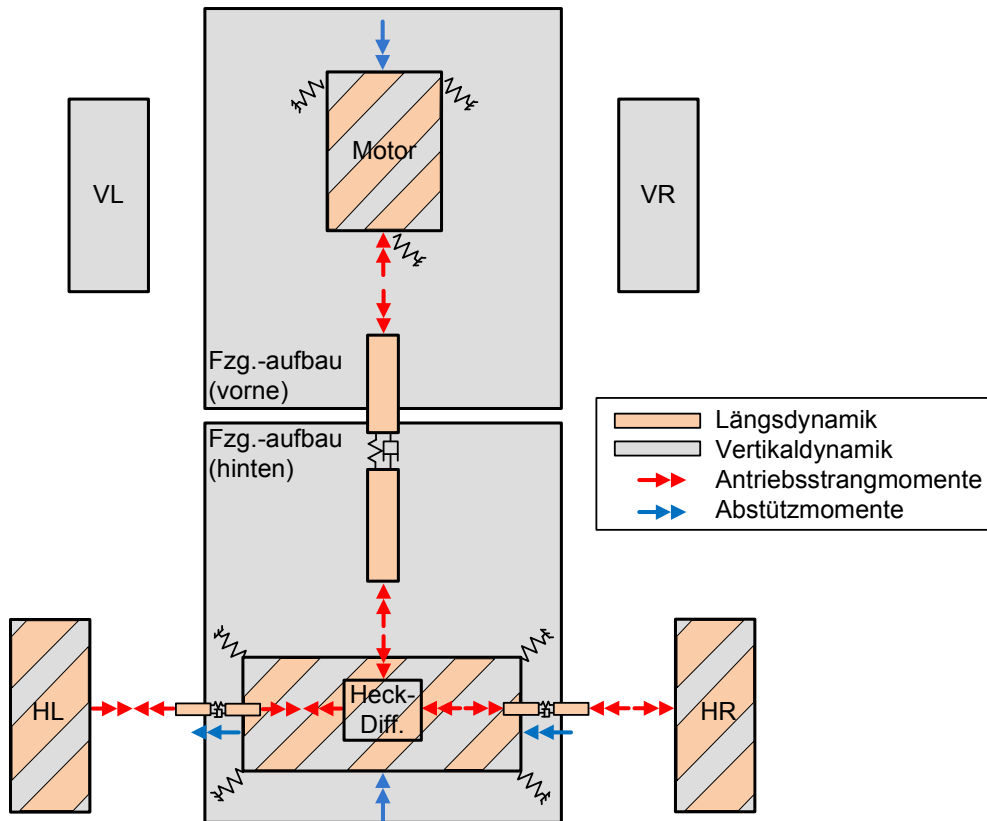 Motor
VL
VR
Fzg.-aufbau
(vorne)
Fzg.-aufbau
(hinten)
Längsdynamik
Vertikaldynamik
Antriebsstrangmomente
Abstützmomente
HL
Heck-
Diff.
HR